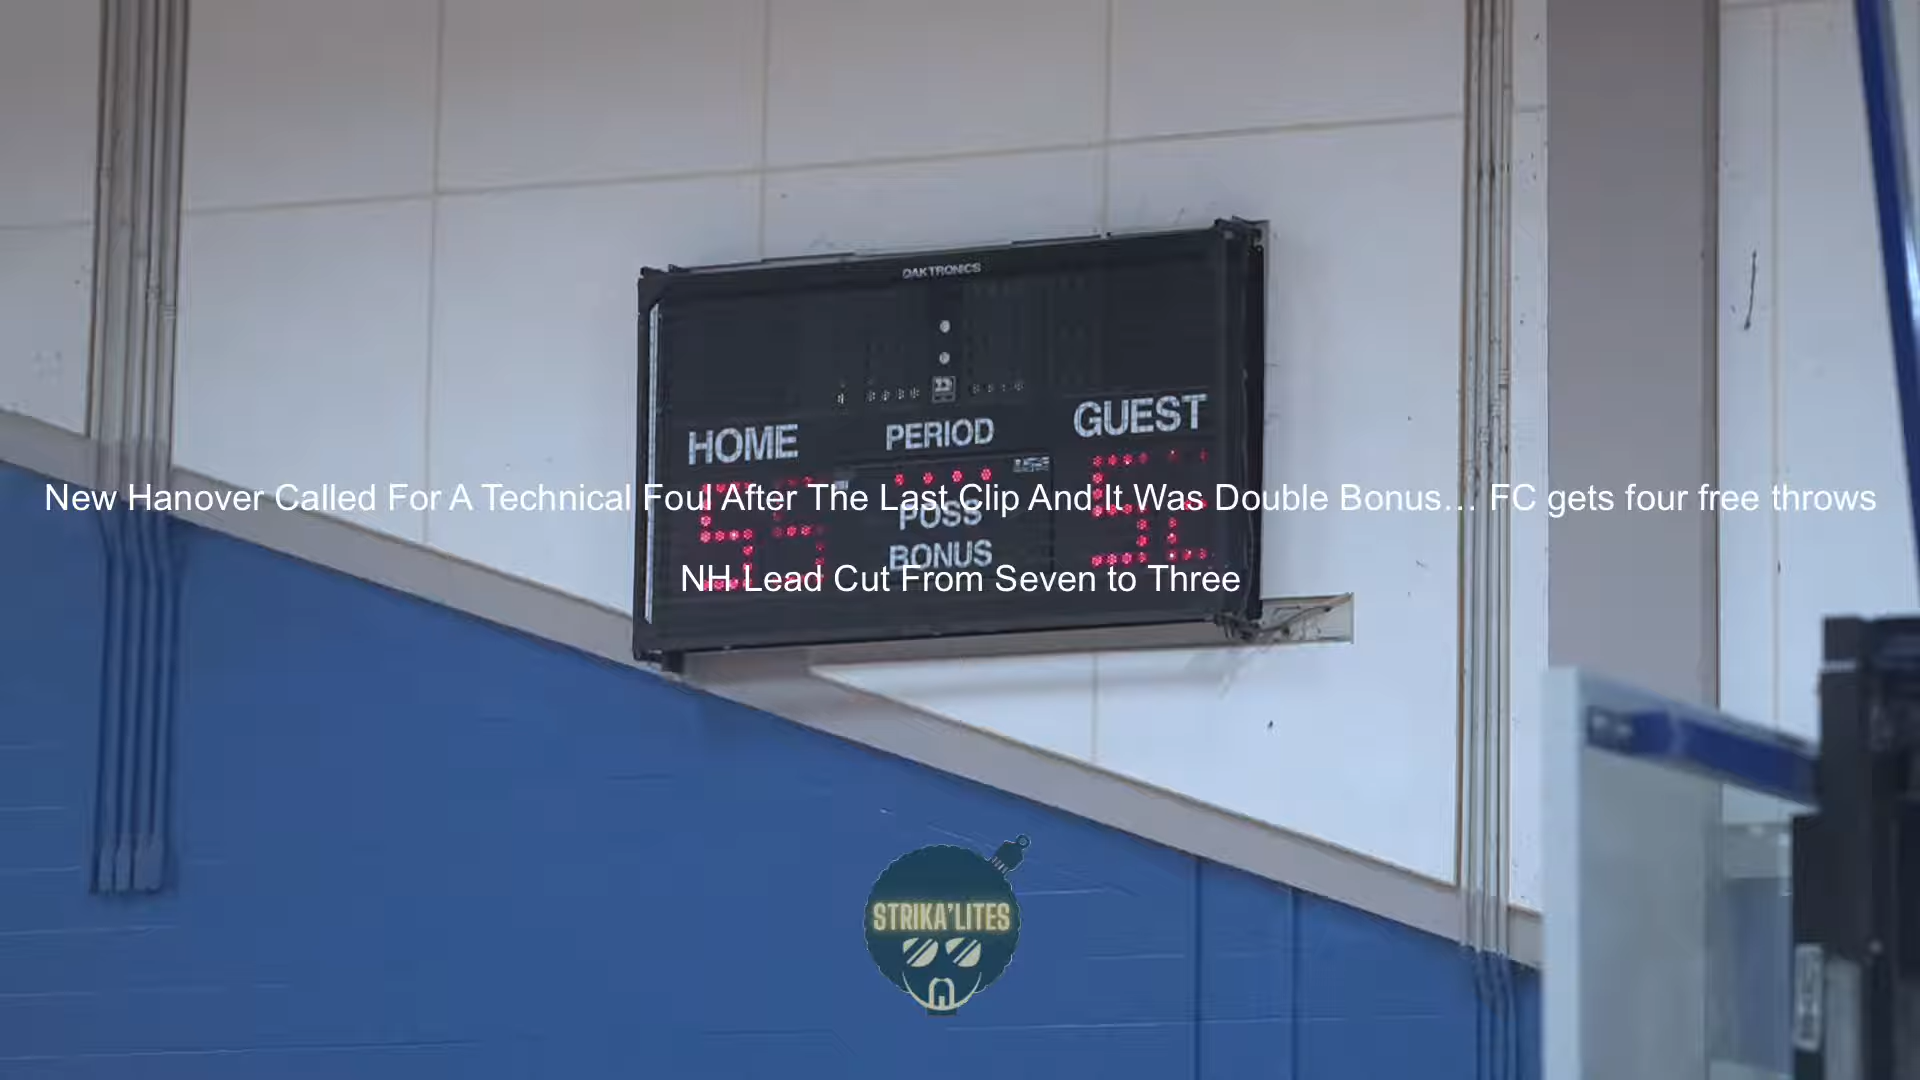 DAKTRONICS
HOME
PERIOD
GUEST
New Hanover Called For A Technical Foul After The Last Clip And It Was Double Bonus... FC gets four free throws
POSS
BONUS
NH Lead Cut From Seven to Three
STRIKA'LITES